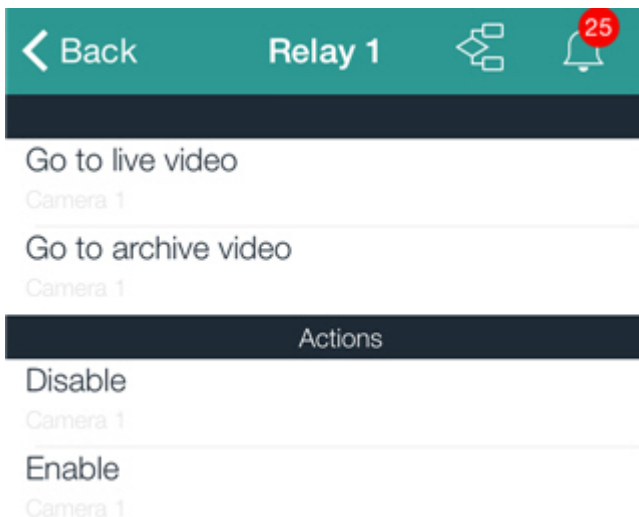 Back
Relay 1
25
Go to live video
Camera 1
Go to archive video
Camera 1
Actions
Disable
Camera 1
Enable
Camera 1